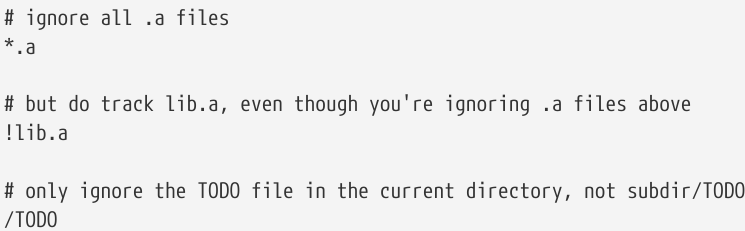 # ignore all .a files
*.a
# but do track lib.a, even though you're ignoring .a files above
!lib.a
# only ignore the TODO file in the current directory, not subdir/TODO
/TODO